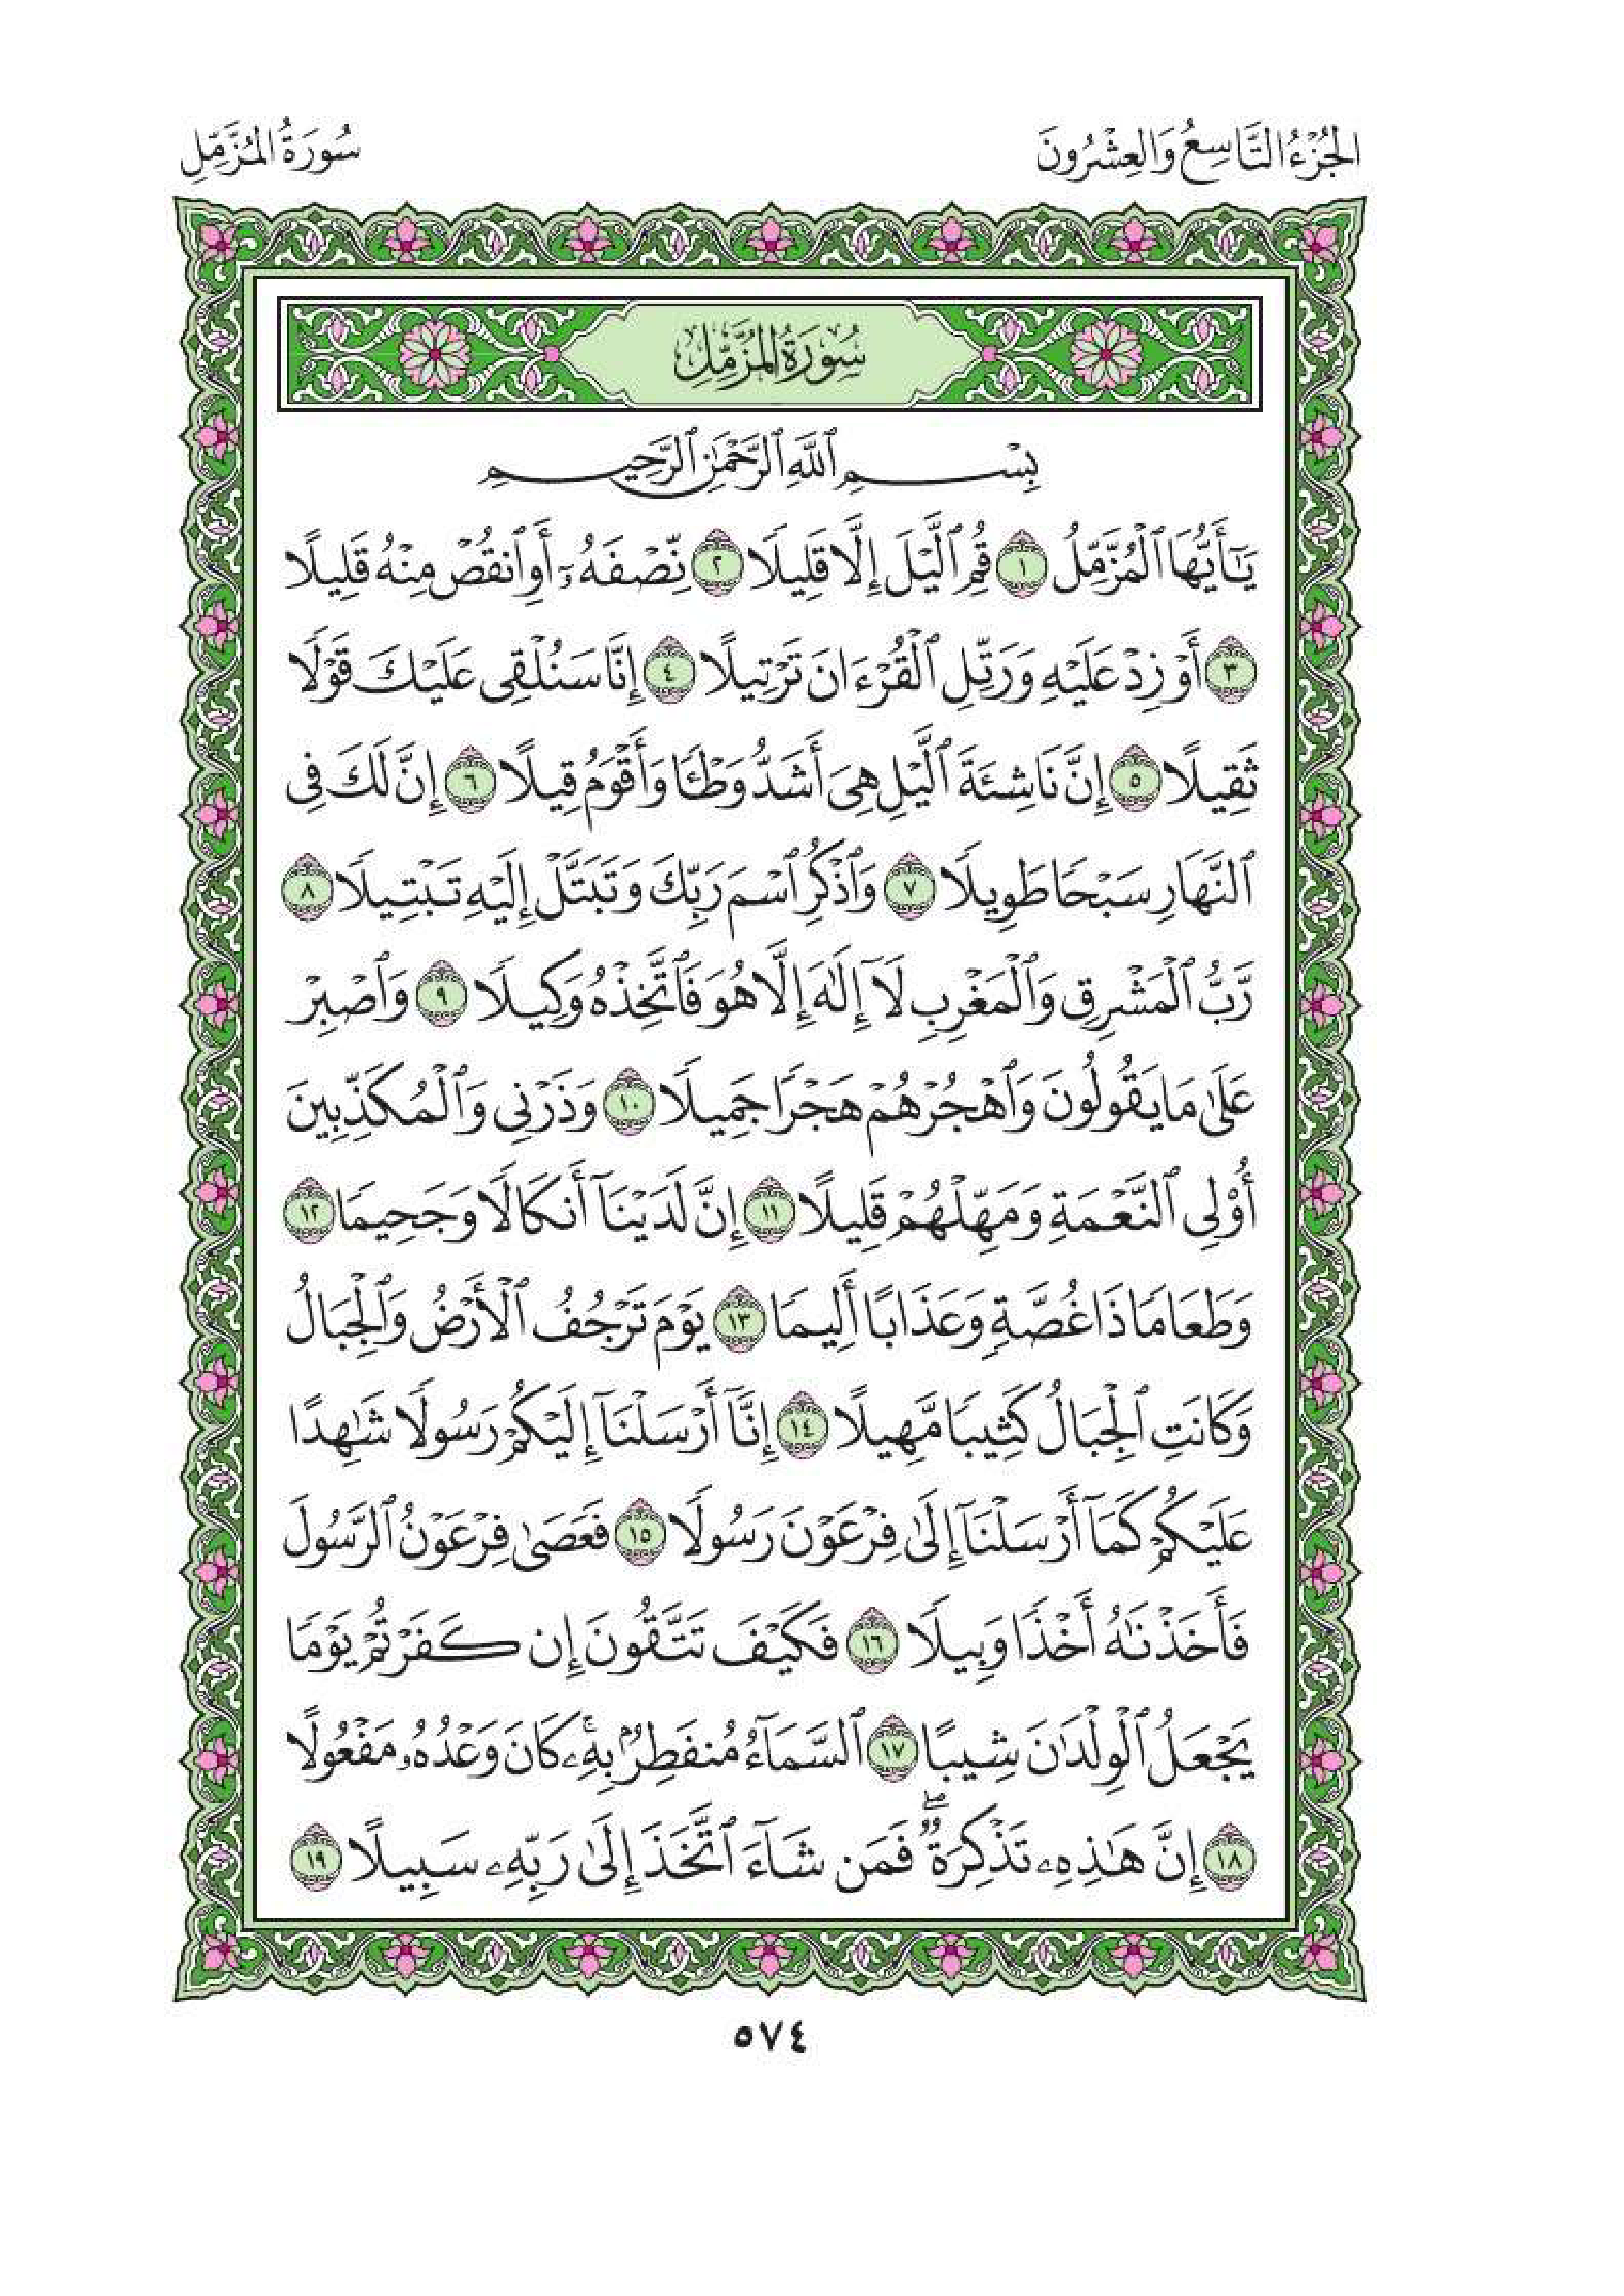 الجُزْءُ التَّاسِعُ وَالعِشْرُونَ
سُورَةُ المُزَّمِّلِ
سُورَةُ المُزَّمِّلِ
بِسْمِ ٱللَّهِ ٱلرَّحْمَٰنِ ٱلرَّحِيمِ
يَٰٓأَيُّهَا ٱلْمُزَّمِّلُ ١ قُمِ ٱلَّيْلَ إِلَّا قَلِيلًا ٢ نِّصْفَهُۥٓ أَوِ ٱنقُصْ مِنْهُ قَلِيلًا
٣ أَوْ زِدْ عَلَيْهِ وَرَتِّلِ ٱلْقُرْءَانَ تَرْتِيلًا ٤ إِنَّا سَنُلْقِى عَلَيْكَ قَوْلًا
ثَقِيلًا ٥ إِنَّ نَاشِئَةَ ٱلَّيْلِ هِىَ أَشَدُّ وَطْـًٔا وَأَقْوَمُ قِيلًا ٦ إِنَّ لَكَ فِى
ٱلنَّهَارِ سَبْحًا طَوِيلًا ٧ وَٱذْكُرِ ٱسْمَ رَبِّكَ وَتَبَتَّلْ إِلَيْهِ تَبْتِيلًا ٨
رَّبُّ ٱلْمَشْرِقِ وَٱلْمَغْرِبِ لَآ إِلَٰهَ إِلَّا هُوَ فَٱتَّخِذْهُ وَكِيلًا ٩ وَٱصْبِرْ
عَلَىٰ مَا يَقُولُونَ وَٱهْجُرْهُمْ هَجْرًا جَمِيلًا ١٠ وَذَرْنِى وَٱلْمُكَذِّبِينَ
أُو۟لِى ٱلنَّعْمَةِ وَمَهِّلْهُمْ قَلِيلًا ١١ إِنَّ لَدَيْنَآ أَنكَالًا وَجَحِيمًا ١٢
وَطَعَامًا ذَا غُصَّةٍ وَعَذَابًا أَلِيمًا ١٣ يَوْمَ تَرْجُفُ ٱلْأَرْضُ وَٱلْجِبَالُ
وَكَانَتِ ٱلْجِبَالُ كَثِيبًا مَّهِيلًا ١٤ إِنَّآ أَرْسَلْنَآ إِلَيْكُمْ رَسُولًا شَٰهِدًا
عَلَيْكُمْ كَمَآ أَرْسَلْنَآ إِلَىٰ فِرْعَوْنَ رَسُولًا ١٥ فَعَصَىٰ فِرْعَوْنُ ٱلرَّسُولَ
فَأَخَذْنَٰهُ أَخْذًا وَبِيلًا ١٦ فَكَيْفَ تَتَّقُونَ إِن كَفَرْتُمْ يَوْمًا
يَجْعَلُ ٱلْوِلْدَٰنَ شِيبًا ١٧ ٱلسَّمَآءُ مُنفَطِرٌۢ بِهِۦۚ كَانَ وَعْدُهُۥ مَفْعُولًا
١٨ إِنَّ هَٰذِهِۦ تَذْكِرَةٌۖ فَمَن شَآءَ ٱتَّخَذَ إِلَىٰ رَبِّهِۦ سَبِيلًا ١٩
٥٧٤